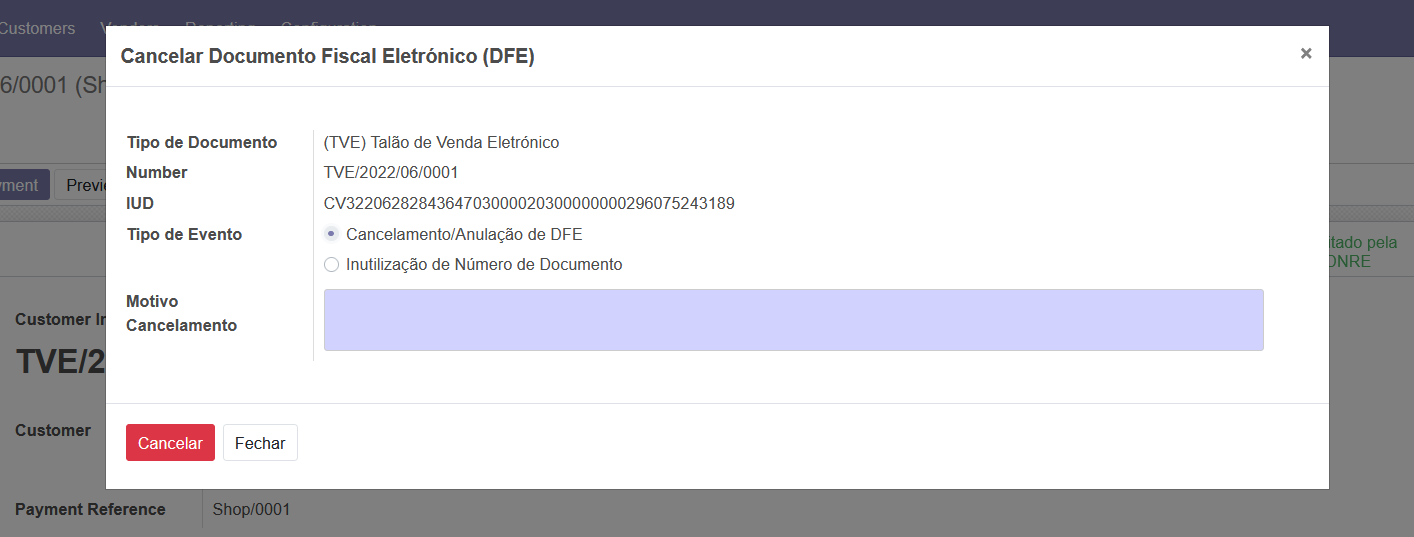 Customers Vendors Reporting Configuration
Cancelar Documento Fiscal Eletrónico (DFE) ×
6/0001 (Sh
Tipo de Documento (TVE) Talão de Venda Eletrónico
Number TVE/2022/06/0001
yment Previe
IUD CV3220628284364703000020300000000296075243189
Tipo de Evento Cancelamento/Anulação de DFE
itado pela
DNRE
Inutilização de Número de Documento
Motivo
Cancelamento
Customer In
TVE/2
Customer
Cancelar Fechar
Payment Reference Shop/0001